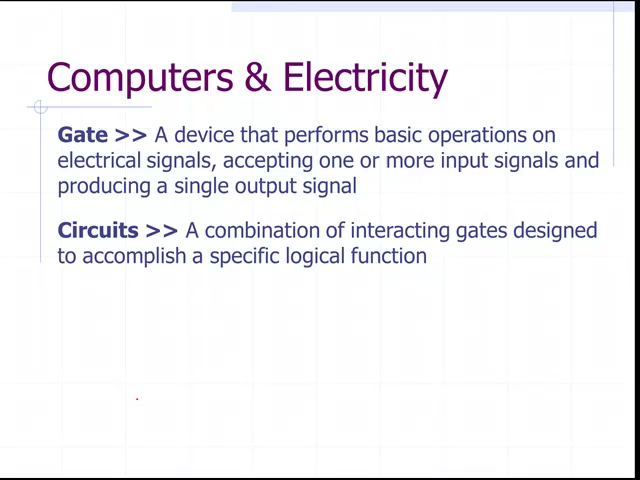 Computers & Electricity
Gate >> A device that performs basic operations on
electrical signals, accepting one or more input signals and
producing a single output signal
Circuits >> A combination of interacting gates designed
to accomplish a specific logical function